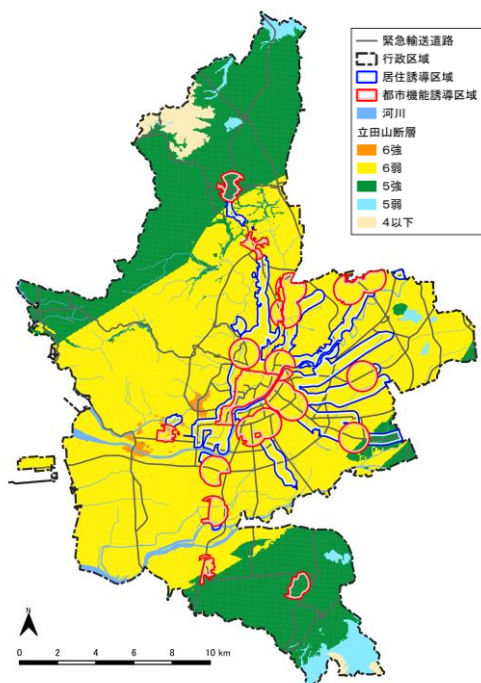 緊急輸送道路
行政区域
居住誘導区域
都市機能誘導区域
河川
立田山断層
6強
6弱
5強
5弱
4以下
N
0 2 4 6 8 10 km